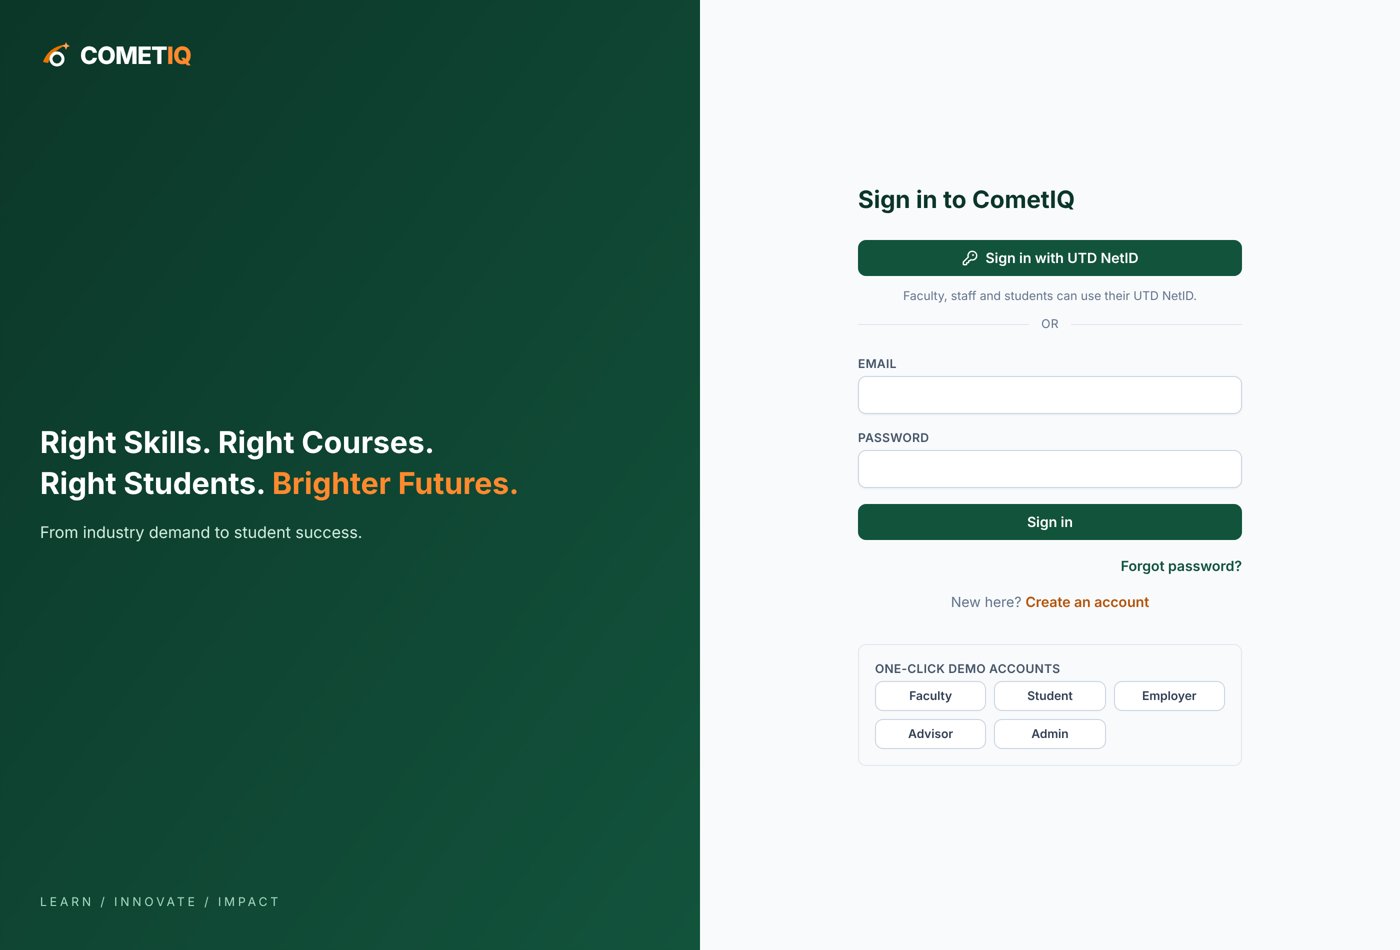 COMETIQ
Right Skills. Right Courses.
Right Students. Brighter Futures.
From industry demand to student success.
LEARN / INNOVATE / IMPACT
Sign in to CometIQ
Sign in with UTD NetID
Faculty, staff and students can use their UTD NetID.
OR
EMAIL
PASSWORD
Sign in
Forgot password?
New here? Create an account
ONE-CLICK DEMO ACCOUNTS
Faculty Student Employer
Advisor Admin